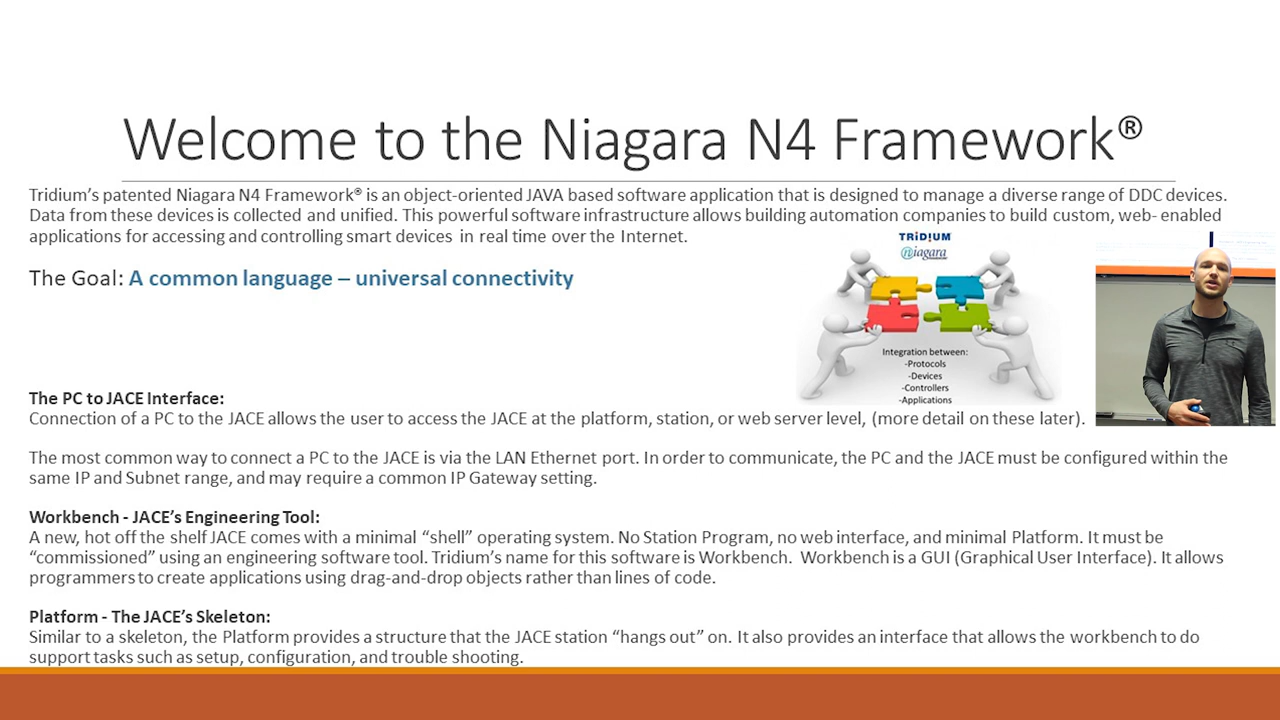 Welcome to the Niagara N4 Framework®
Tridium's patented Niagara N4 Framework® is an object-oriented JAVA based software application that is designed to manage a diverse range of DDC devices.
Data from these devices is collected and unified. This powerful software infrastructure allows building automation companies to build custom, web- enabled
applications for accessing and controlling smart devices in real time over the Internet.
The Goal: A common language – universal connectivity
TRiD!UM
niagara
Integration between:
-Protocols
-Devices
-Controllers
-Applications
The PC to JACE Interface:
Connection of a PC to the JACE allows the user to access the JACE at the platform, station, or web server level, (more detail on these later).
The most common way to connect a PC to the JACE is via the LAN Ethernet port. In order to communicate, the PC and the JACE must be configured within the
same IP and Subnet range, and may require a common IP Gateway setting.
Workbench - JACE's Engineering Tool:
A new, hot off the shelf JACE comes with a minimal “shell” operating system. No Station Program, no web interface, and minimal Platform. It must be
“commissioned” using an engineering software tool. Tridium's name for this software is Workbench. Workbench is a GUI (Graphical User Interface). It allows
programmers to create applications using drag-and-drop objects rather than lines of code.
Platform - The JACE's Skeleton:
Similar to a skeleton, the Platform provides a structure that the JACE station “hangs out” on. It also provides an interface that allows the workbench to do
support tasks such as setup, configuration, and trouble shooting.